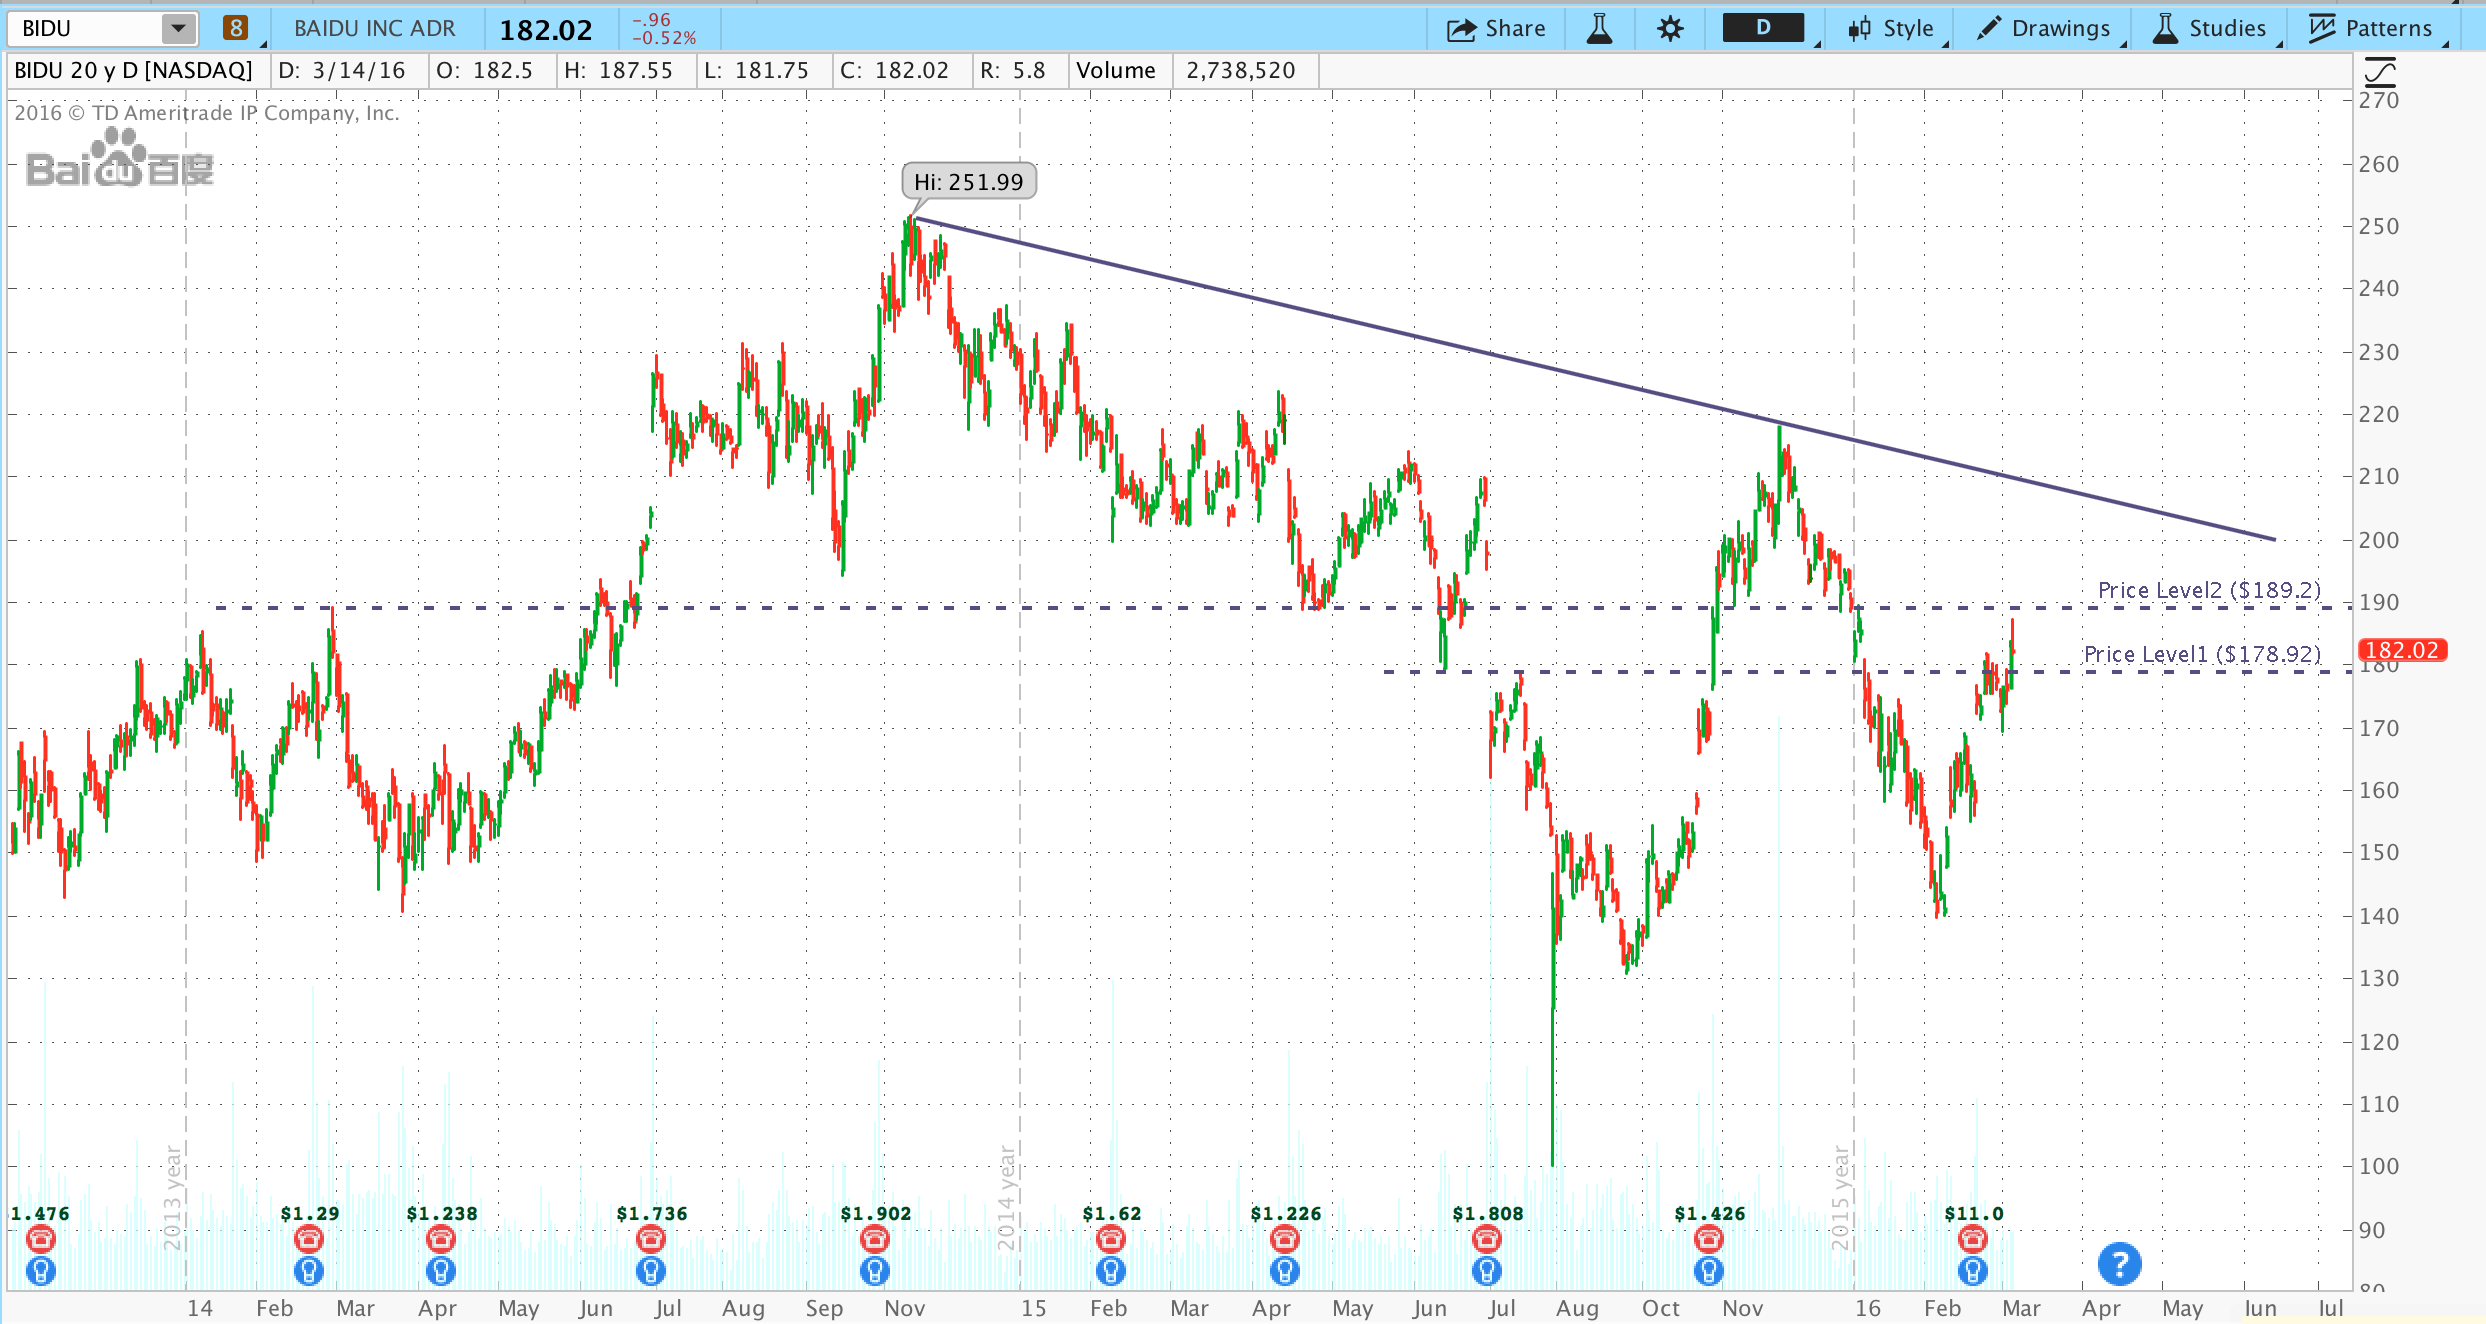 BIDU 8 BAIDU INC ADR 182.02 -.96 -0.52% Share D Style Drawings Studies Patterns
BIDU 20 y D [NASDAQ] D: 3/14/16 O: 182.5 H: 187.55 L: 181.75 C: 182.02 R: 5.8 Volume 2,738,520
2016 © TD Ameritrade IP Company, Inc.
Baidu百度
Hi: 251.99
270
260
250
240
230
220
210
200
Price Level2 ($189.2)
190
182.02
Price Level1 ($178.92)
180
170
160
150
140
130
120
110
100
90
80
2013 year
2014 year
2015 year
1.476 $1.29 $1.238 $1.736 $1.902 $1.62 $1.226 $1.808 $1.426 $11.0
?
14 Feb Mar Apr May Jun Jul Aug Sep Nov 15 Feb Mar Apr May Jun Jul Aug Oct Nov 16 Feb Mar Apr May Jun Jul